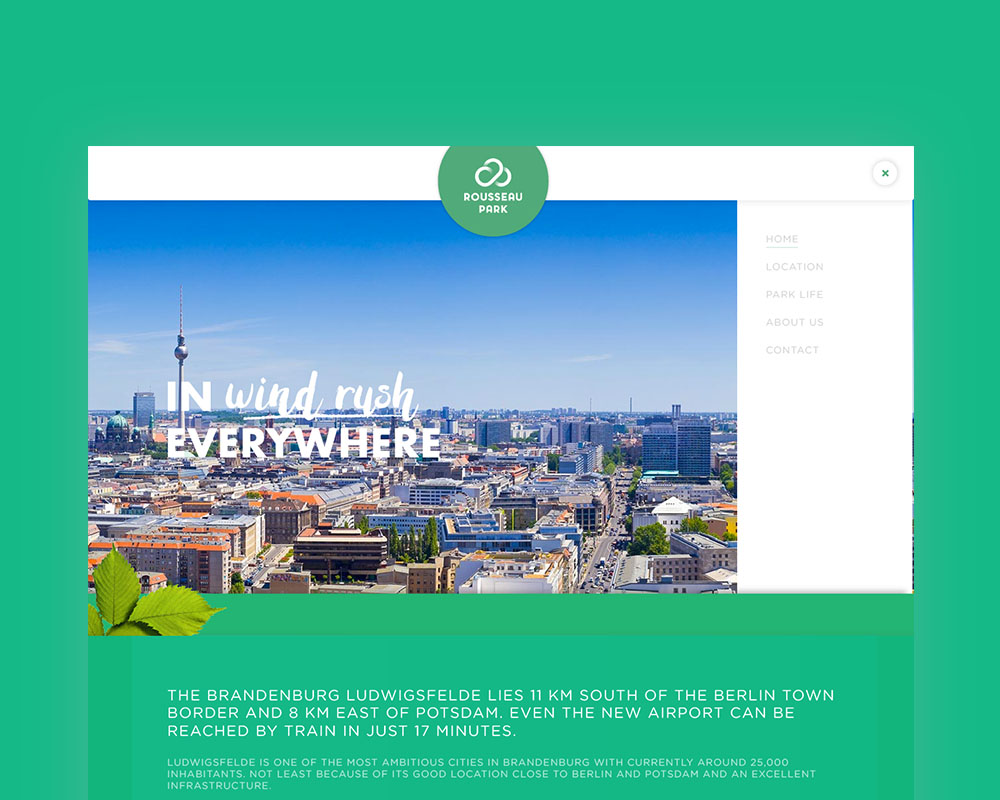 ROUSSEAU
PARK
HOME
LOCATION
PARK LIFE
ABOUT US
CONTACT
IN wind rush
EVERYWHERE
THE BRANDENBURG LUDWIGSFELDE LIES 11 KM SOUTH OF THE BERLIN TOWN
BORDER AND 8 KM EAST OF POTSDAM. EVEN THE NEW AIRPORT CAN BE
REACHED BY TRAIN IN JUST 17 MINUTES.
LUDWIGSFELDE IS ONE OF THE MOST AMBITIOUS CITIES IN BRANDENBURG WITH CURRENTLY AROUND 25,000
INHABITANTS. NOT LEAST BECAUSE OF ITS GOOD LOCATION CLOSE TO BERLIN AND POTSDAM AND AN EXCELLENT
INFRASTRUCTURE.